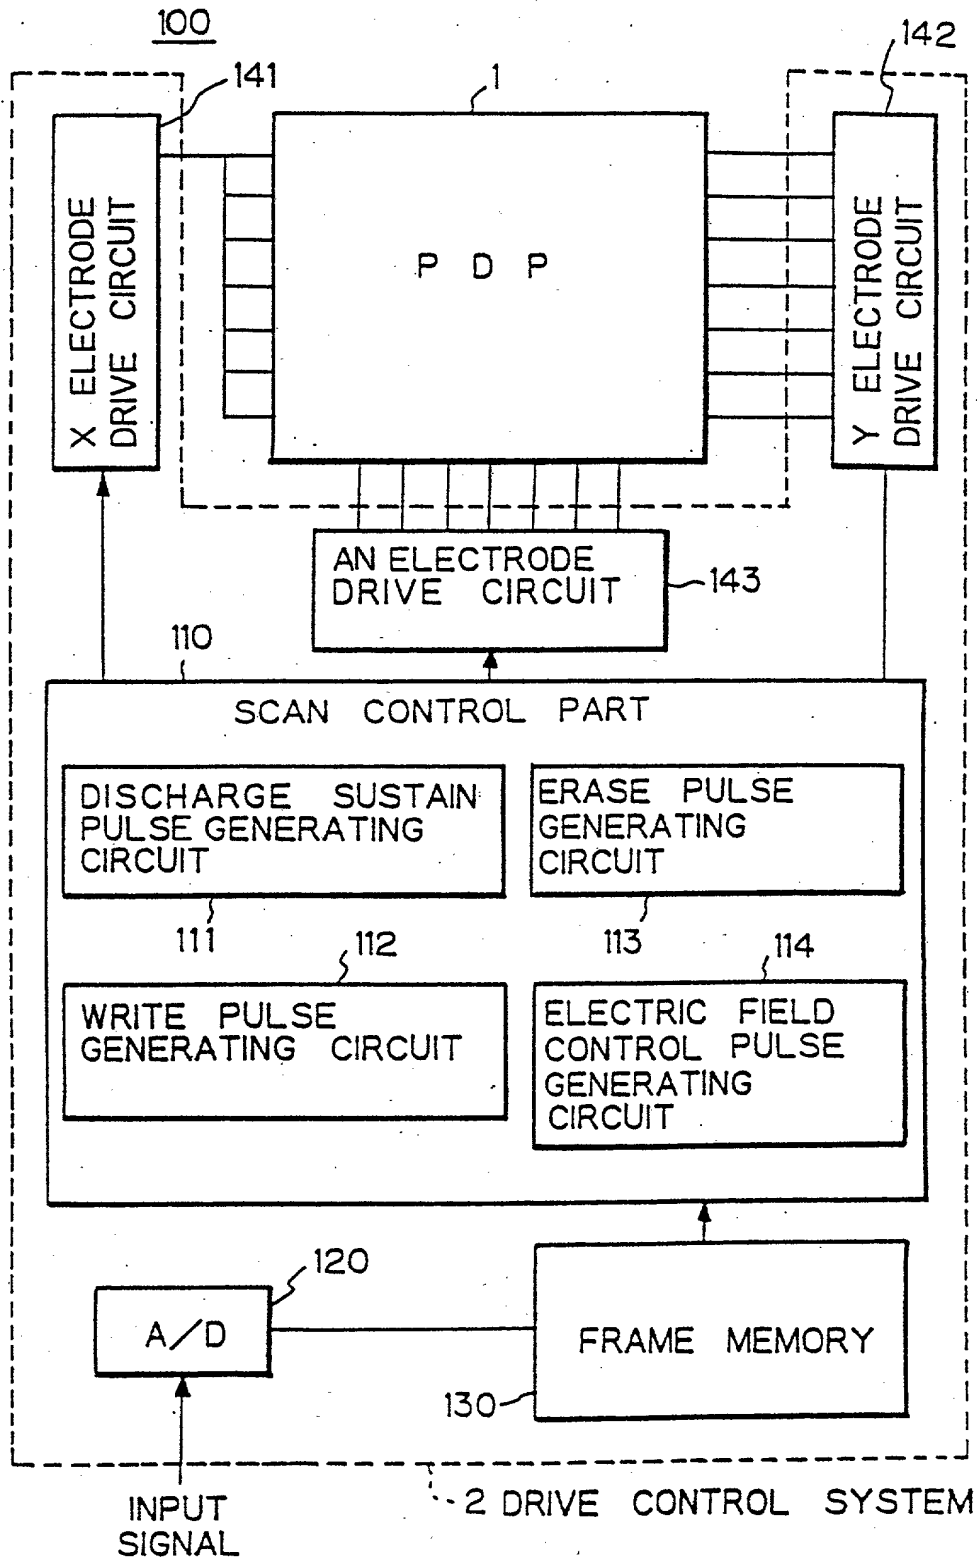 100
141
1
142
X ELECTRODE
DRIVE CIRCUIT
P D P
Y ELECTRODE
DRIVE CIRCUIT
AN ELECTRODE
DRIVE CIRCUIT
143
110
SCAN CONTROL PART
DISCHARGE SUSTAIN
PULSE GENERATING
CIRCUIT
111
ERASE PULSE
GENERATING
CIRCUIT
113
112
WRITE PULSE
GENERATING CIRCUIT
114
ELECTRIC FIELD
CONTROL PULSE
GENERATING
CIRCUIT
120
A/D
FRAME MEMORY
130
INPUT
SIGNAL
2 DRIVE CONTROL SYSTEM